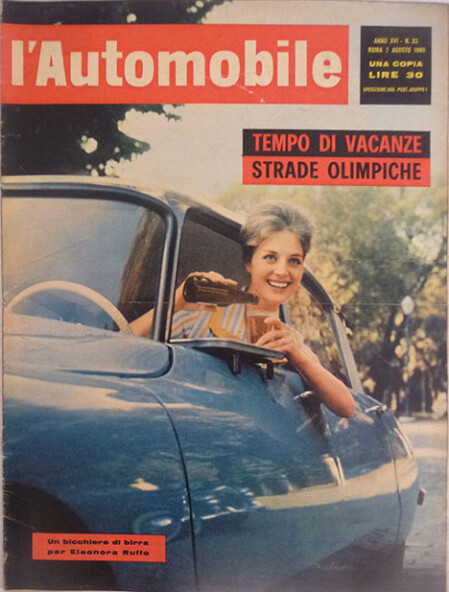 l'Automobile
ANNO XVI - N. 32
ROMA 7 AGOSTO 1960
UNA COPIA
LIRE 30
SPEDIZIONE ABB. POST. GRUPPO I
TEMPO DI VACANZE
STRADE OLIMPICHE
Un bicchiere di birra
per Eleonora Ruffo